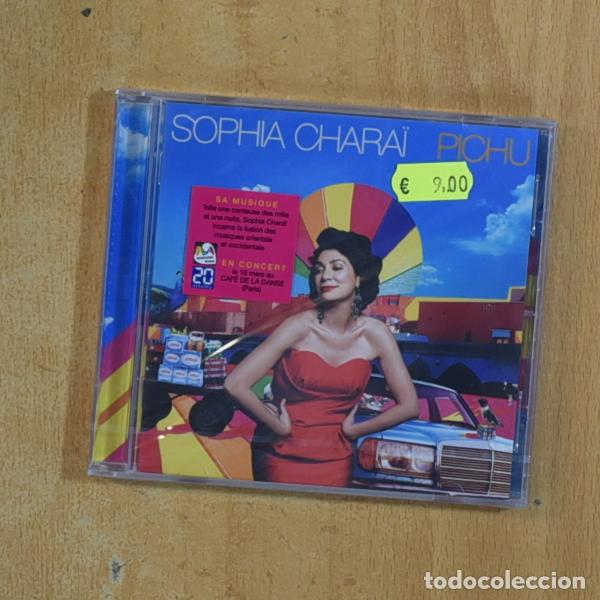 SOPHIA CHARAÏ PICHU
€ 9,00
SA MUSIQUE
Telle une conteuse des mille
et une nuits, Sophia Charaï
incarne la fusion des
musiques orientale
et occidentale
EN CONCERT
le 16 mars au
CAFÉ DE LA DANSE
(Paris)
20
todocoleccion